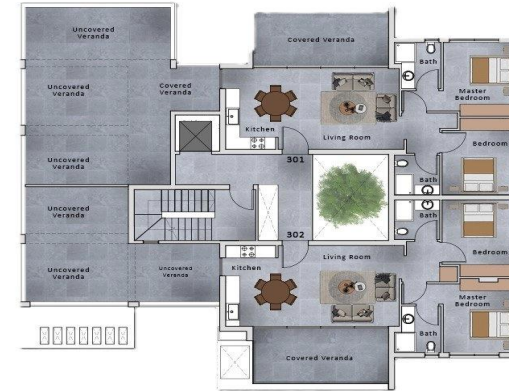 Uncovered
Veranda
Covered Veranda
Bath
Uncovered
Veranda
Covered
Veranda
Master
Bedroom
Kitchen
Living Room
Bedroom
Uncovered
Veranda
301
Bath
Uncovered
Veranda
Bath
302
Living Room
Bedroom
Uncovered
Veranda
Uncovered
Veranda
Kitchen
Master
Bedroom
Bath
Covered Veranda